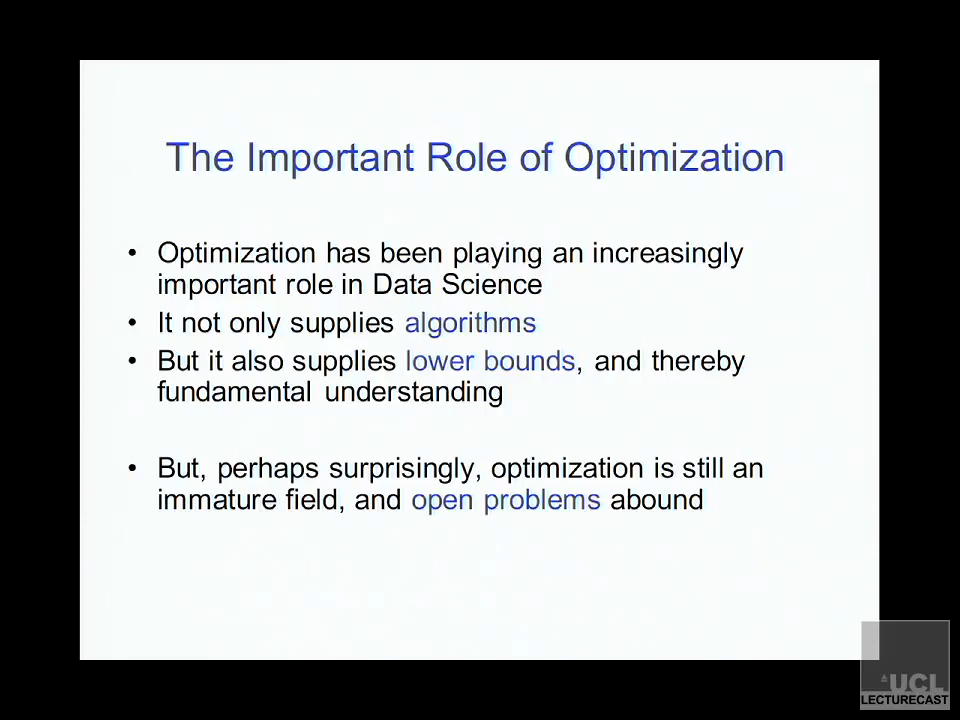 The Important Role of Optimization
• Optimization has been playing an increasingly
important role in Data Science
• It not only supplies algorithms
• But it also supplies lower bounds, and thereby
fundamental understanding
• But, perhaps surprisingly, optimization is still an
immature field, and open problems abound
UCL
LECTURECAST